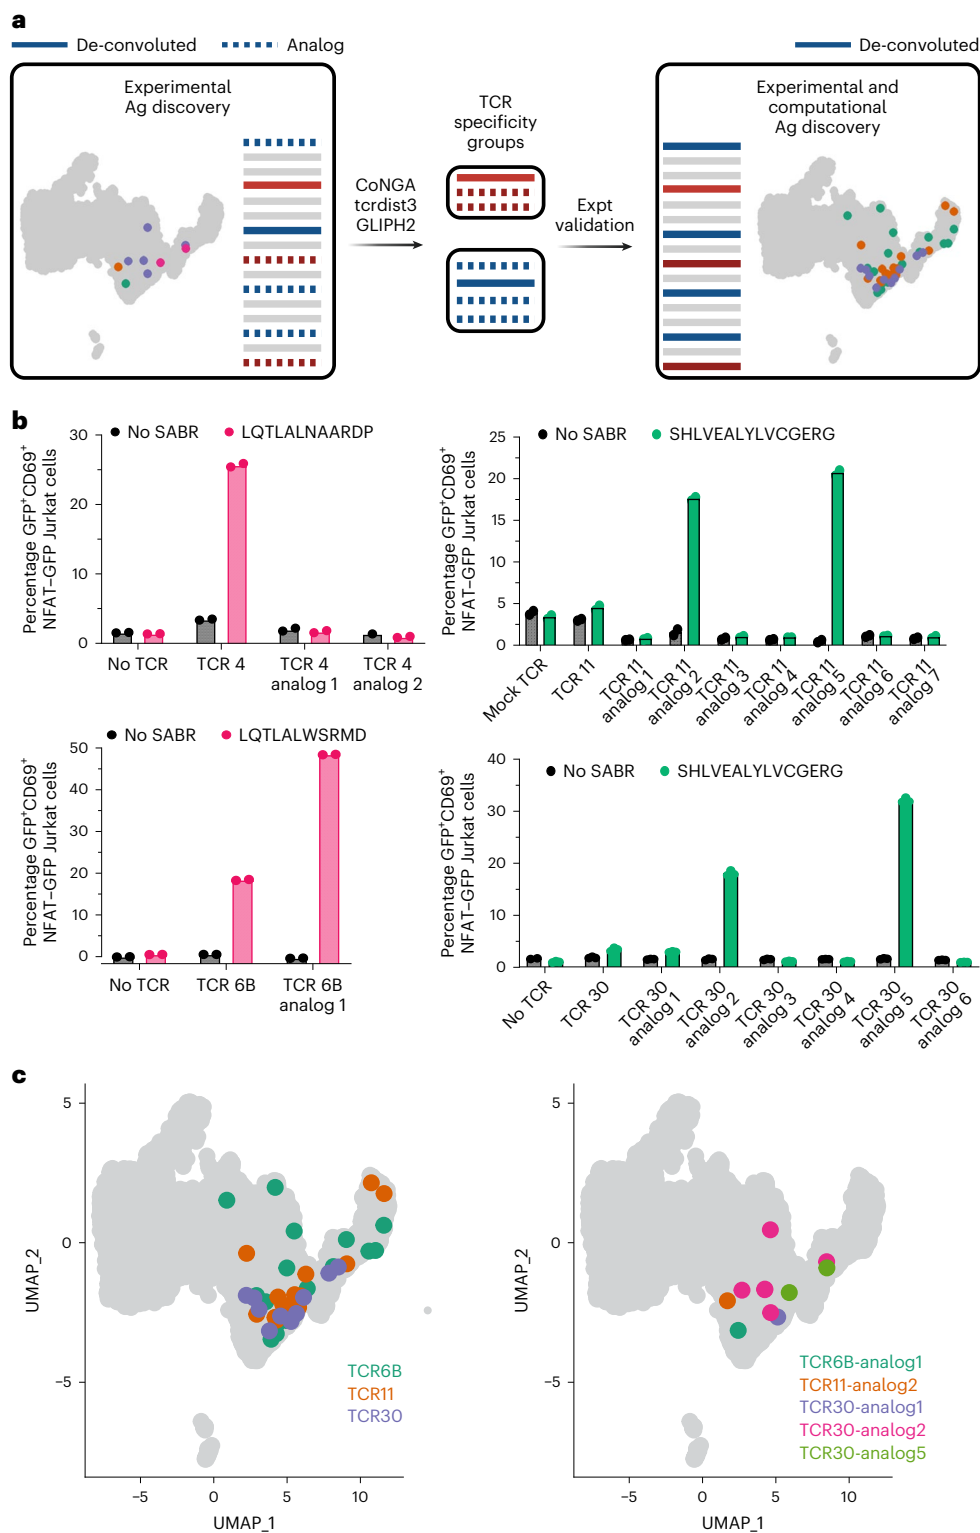 a
De-convoluted
Analog
De-convoluted
Experimental
Ag discovery
TCR
specificity
groups
Experimental and
computational
Ag discovery
CoNGA
tcrdist3
GLIPH2
Expt
validation
b
No SABR
LQTLALNAARDP
Percentage GFP+CD69+
NFAT–GFP Jurkat cells
30
20
10
0
No TCR
TCR 4
TCR 4
analog 1
TCR 4
analog 2
No SABR
SHLVEALYLVCGERG
Percentage GFP+CD69+
NFAT–GFP Jurkat cells
25
20
15
10
5
0
Mock TCR
TCR 11
TCR 11
analog 1
TCR 11
analog 2
TCR 11
analog 3
TCR 11
analog 4
TCR 11
analog 5
TCR 11
analog 6
TCR 11
analog 7
No SABR
LQTLALWSRMD
Percentage GFP+CD69+
NFAT–GFP Jurkat cells
50
40
30
20
10
0
No TCR
TCR 6B
TCR 6B
analog 1
No SABR
SHLVEALYLVCGERG
Percentage GFP+CD69+
NFAT–GFP Jurkat cells
40
30
20
10
0
No TCR
TCR 30
TCR 30
analog 1
TCR 30
analog 2
TCR 30
analog 3
TCR 30
analog 4
TCR 30
analog 5
TCR 30
analog 6
c
UMAP_2
5
0
−5
TCR6B
TCR11
TCR30
−5
0
5
10
UMAP_1
UMAP_2
5
0
−5
TCR6B-analog1
TCR11-analog2
TCR30-analog1
TCR30-analog2
TCR30-analog5
−5
0
5
10
UMAP_1